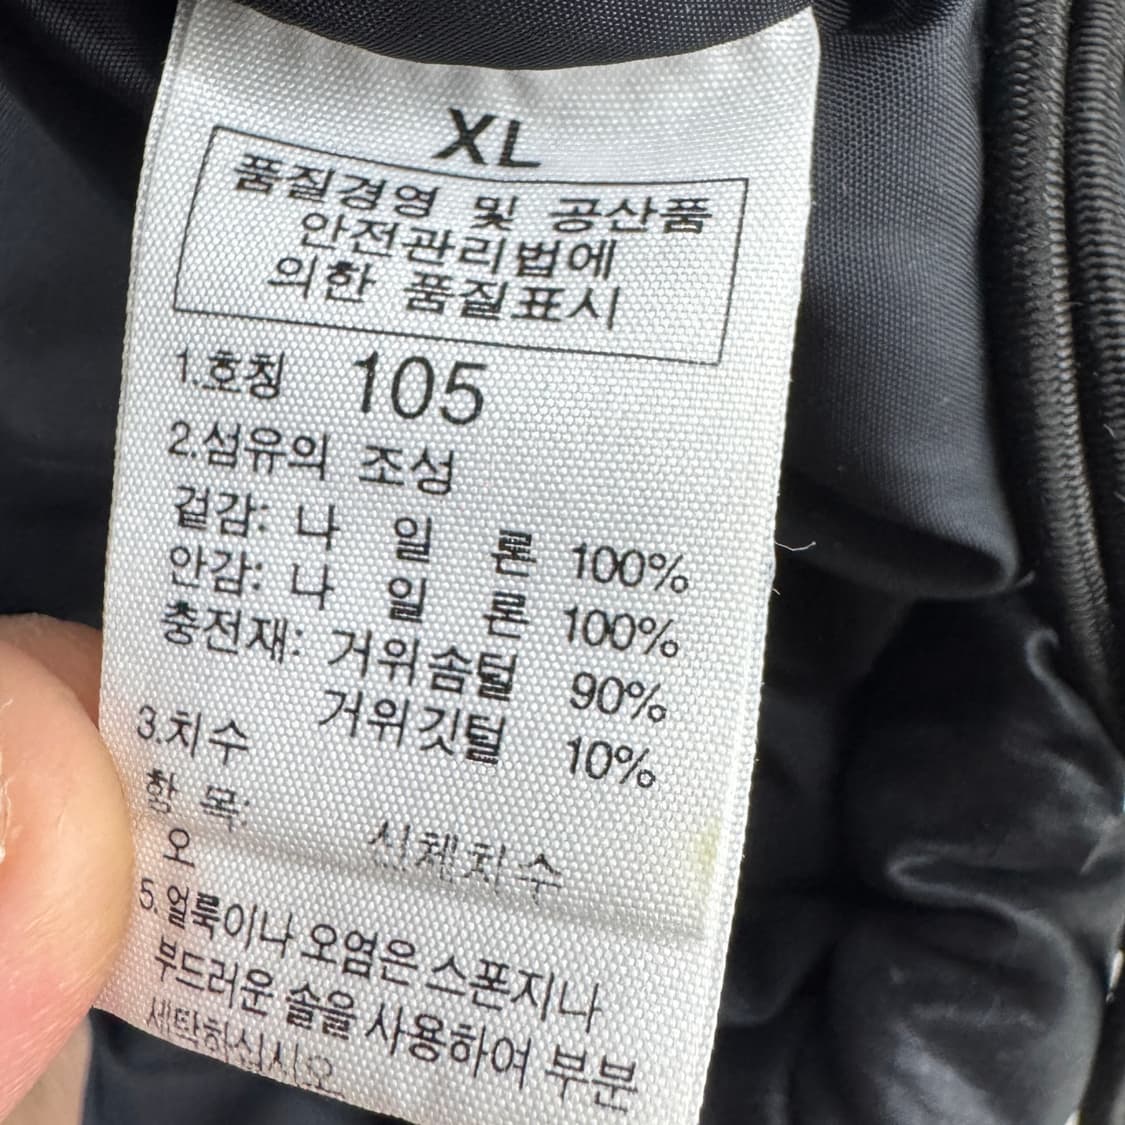 XL
품질경영 및 공산품
안전관리법에
의한 품질표시
1.호칭 105
2.섬유의 조성
겉감: 나 일 론 100%
안감: 나 일 론 100%
충전재: 거위솜털 90%
거위깃털 10%
3.치수
항 목: 신체치수
오
5. 얼룩이나 오염은 스폰지나
부드러운 솔을 사용하여 부분
세탁하십시오